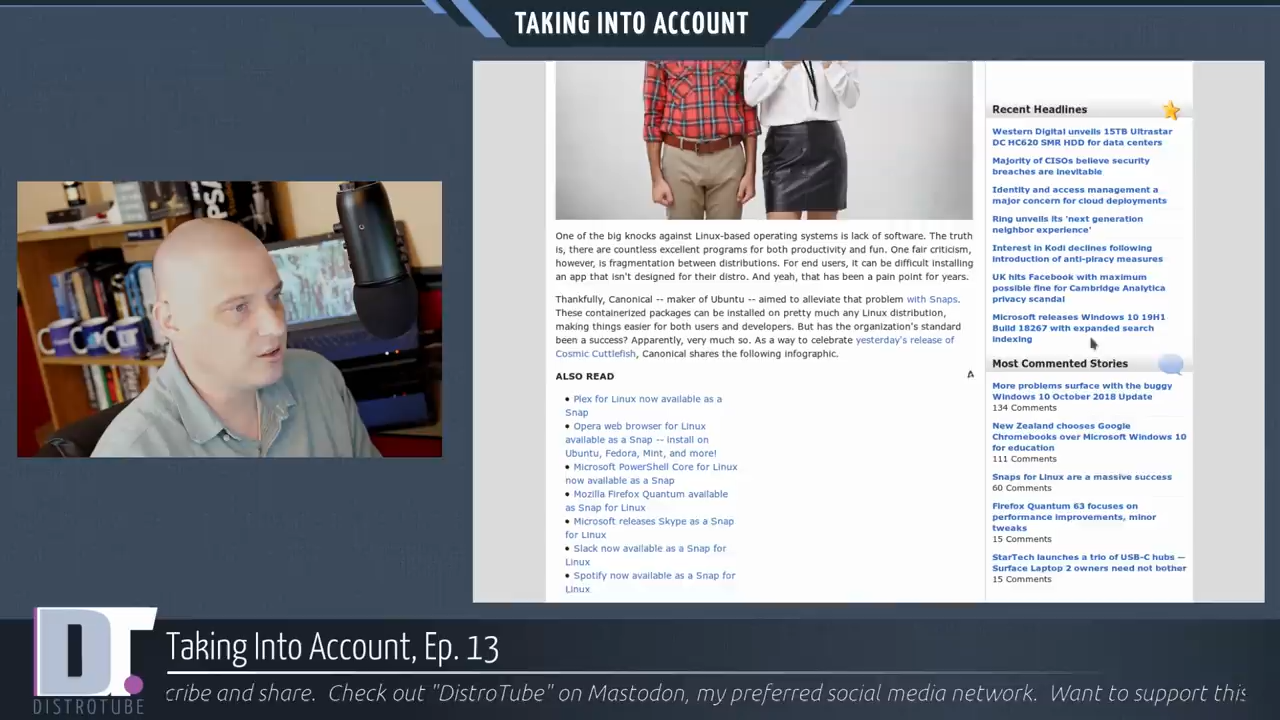 TAKING INTO ACCOUNT
One of the big knocks against Linux-based operating systems is lack of software. The truth
is, there are countless excellent programs for both productivity and fun. One fair criticism,
however, is fragmentation between distributions. For end users, it can be difficult installing
an app that isn't designed for their distro. And yeah, that has been a pain point for years.
Thankfully, Canonical -- maker of Ubuntu -- aimed to alleviate that problem with Snaps.
These containerized packages can be installed on pretty much any Linux distribution,
making things easier for both users and developers. But has the organization's standard
been a success? Apparently, very much so. As a way to celebrate yesterday's release of
Cosmic Cuttlefish, Canonical shares the following infographic.
ALSO READ
• Plex for Linux now available as a
Snap
• Opera web browser for Linux
available as a Snap -- install on
Ubuntu, Fedora, Mint, and more!
• Microsoft PowerShell Core for Linux
now available as a Snap
• Mozilla Firefox Quantum available
as Snap for Linux
• Microsoft releases Skype as a Snap
for Linux
• Slack now available as a Snap for
Linux
• Spotify now available as a Snap for
Linux
Recent Headlines
Western Digital unveils 15TB Ultrastar
DC HC620 SMR HDD for data centers
Majority of CISOs believe security
breaches are inevitable
Identity and access management a
major concern for cloud deployments
Ring unveils its 'next generation
neighbor experience'
Interest in Kodi declines following
introduction of anti-piracy measures
UK hits Facebook with maximum
possible fine for Cambridge Analytica
privacy scandal
Microsoft releases Windows 10 19H1
Build 18267 with expanded search
indexing
Most Commented Stories
More problems surface with the buggy
Windows 10 October 2018 Update
134 Comments
New Zealand chooses Google
Chromebooks over Microsoft Windows 10
for education
111 Comments
Snaps for Linux are a massive success
60 Comments
Firefox Quantum 63 focuses on
performance improvements, minor
tweaks
15 Comments
StarTech launches a trio of USB-C hubs —
Surface Laptop 2 owners need not bother
15 Comments
DT
DISTROTUBE
Taking Into Account, Ep. 13
cribe and share. Check out "DistroTube" on Mastodon, my preferred social media network. Want to support this